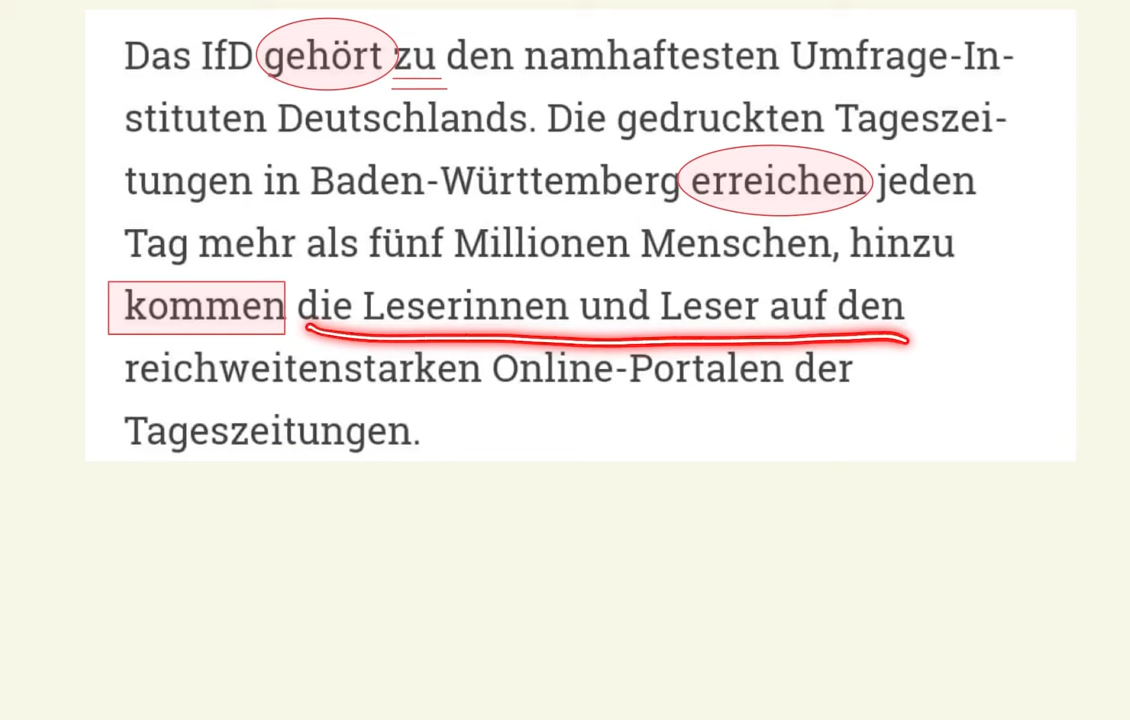 Das IfD gehört zu den namhaftesten Umfrage-In-
stituten Deutschlands. Die gedruckten Tageszei-
tungen in Baden-Württemberg erreichen jeden
Tag mehr als fünf Millionen Menschen, hinzu
kommen die Leserinnen und Leser auf den
reichweitenstarken Online-Portalen der
Tageszeitungen.